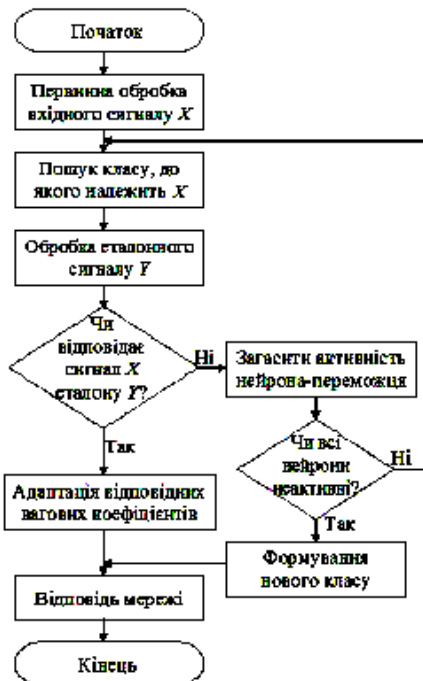 Початок
Первинна обробка
вхідного сигналу X
Пошук класу, до
якого належить X
Обробка еталонного
сигналу Y
Чи
відповідає
сигнал X
еталону Y?
Ні
Загасити активність
нейрона-переможця
Так
Чи всі
нейрони
неактивні?
Ні
Адаптація відповідних
вагових коефіцієнтів
Так
Формування
нового класу
Відповідь мережі
Кінець